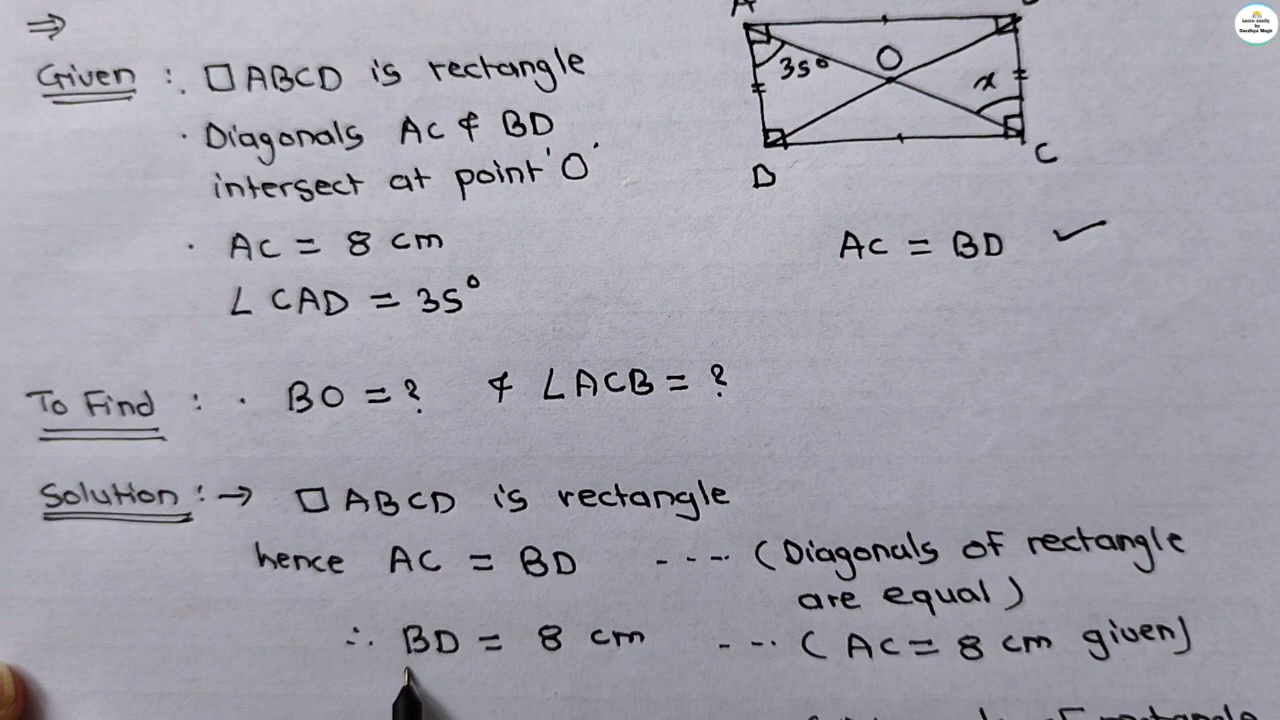 ⇒
A
Given : □ABCD is rectangle
35° O x
· Diagonals AC & BD
intersect at point 'O'
D C
· AC = 8 cm
AC = BD ✓
∠CAD = 35°
To Find : · BO = ? & ∠ACB = ?
Solution :→ □ABCD is rectangle
hence AC = BD ---- (Diagonals of rectangle
are equal)
∴ BD = 8 cm --- (AC = 8 cm given)